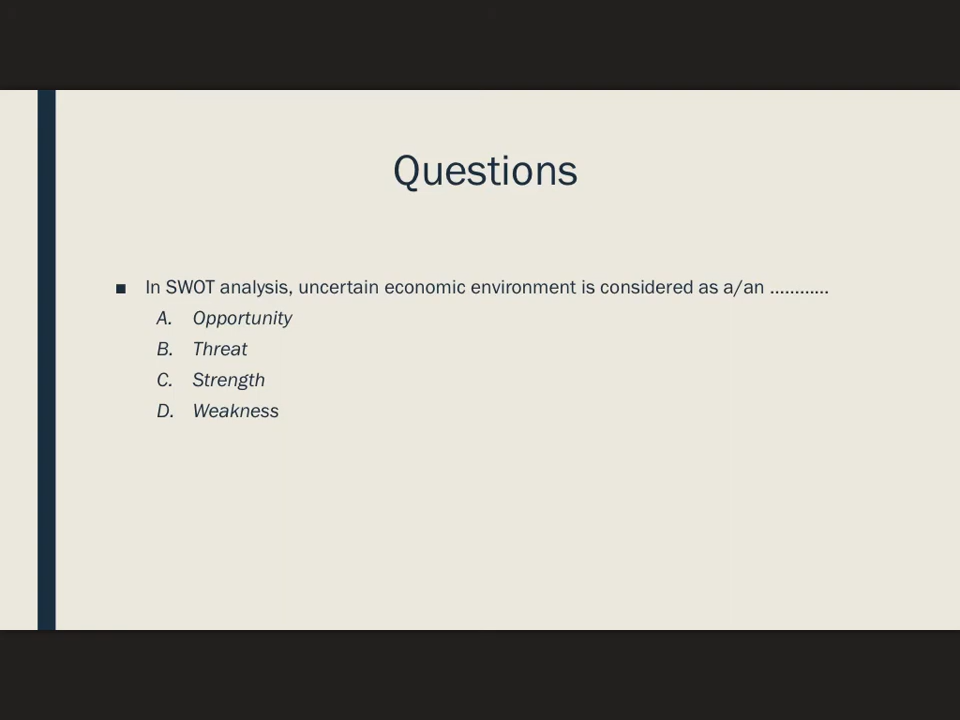 Questions
■ In SWOT analysis, uncertain economic environment is considered as a/an ............
A. Opportunity
B. Threat
C. Strength
D. Weakness